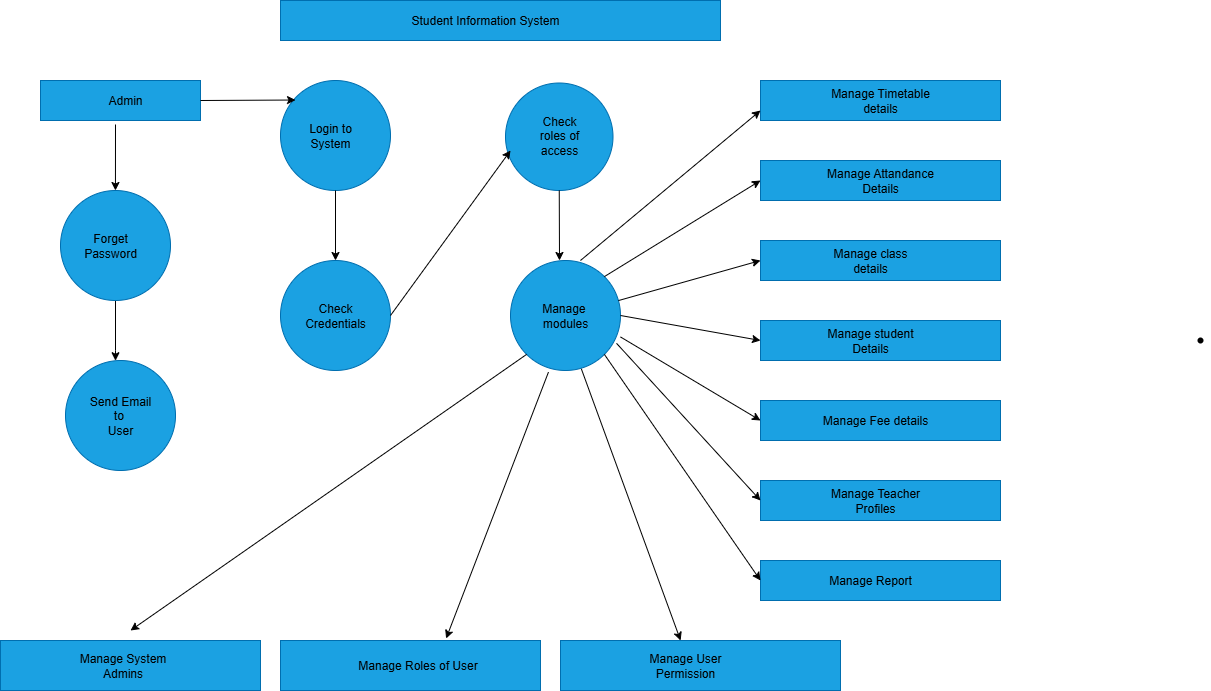 Student Information System
Admin
Login to
System
Check
roles of
access
Manage Timetable
details
Manage Attandance
Details
Forget
Password
Manage class
details
Check
Credentials
Manage
modules
Manage student
Details
Send Email
to
User
Manage Fee details
Manage Teacher
Profiles
Manage Report
Manage System
Admins
Manage Roles of User
Manage User
Permission